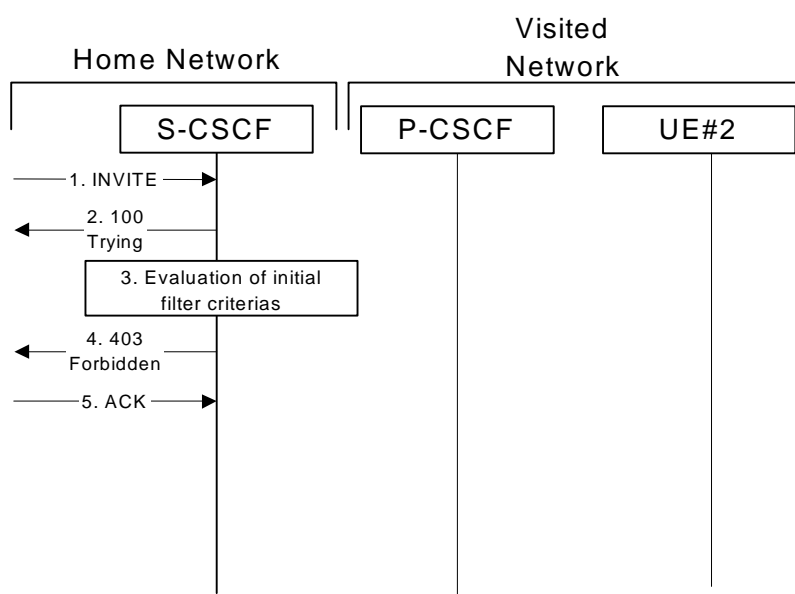 Home Network
Visited
Network
S-CSCF
P-CSCF
UE#2
1. INVITE
2. 100
Trying
3. Evaluation of initial
filter criterias
4. 403
Forbidden
5. ACK